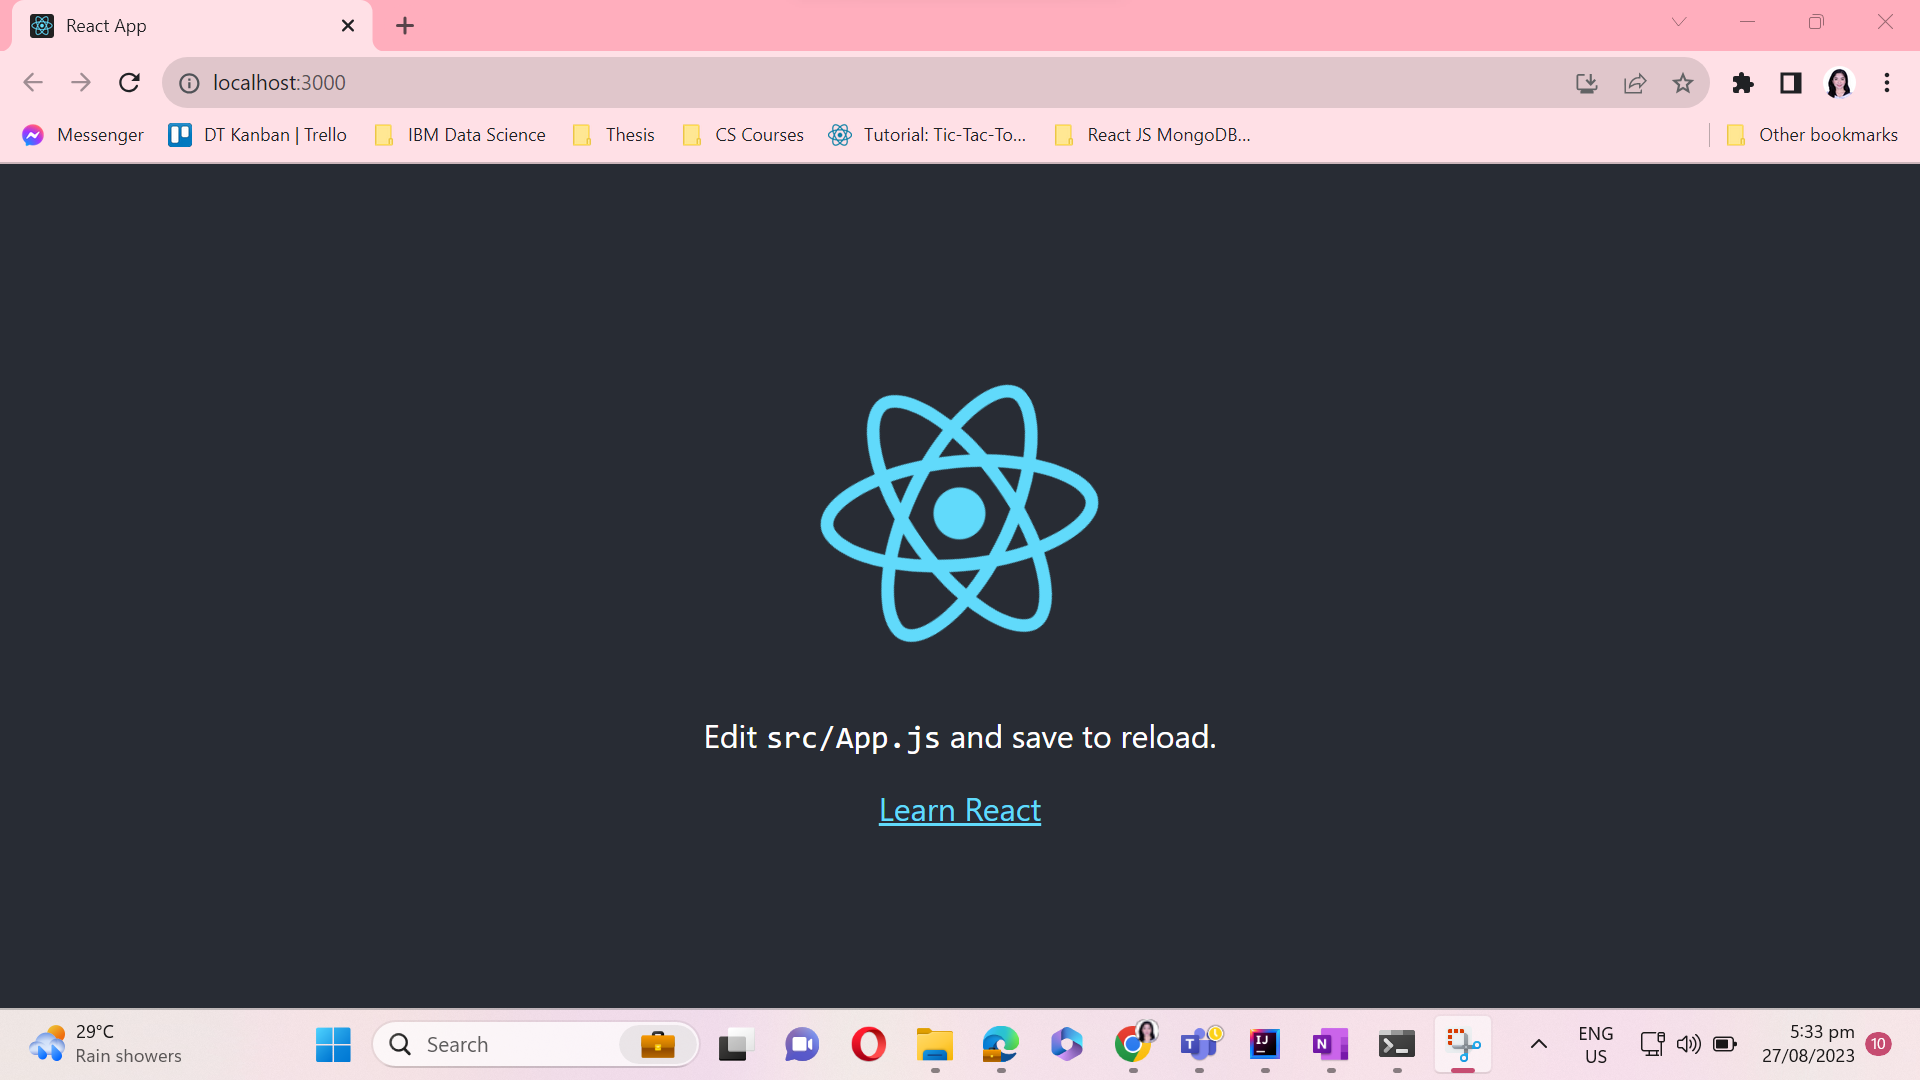 React App
localhost:3000
Messenger DT Kanban | Trello IBM Data Science Thesis CS Courses Tutorial: Tic-Tac-To... React JS MongoDB... Other bookmarks
Edit src/App.js and save to reload.
Learn React
29°C
Rain showers
Search
T
IJ
N
ENG
US
5:33 pm
27/08/2023
10